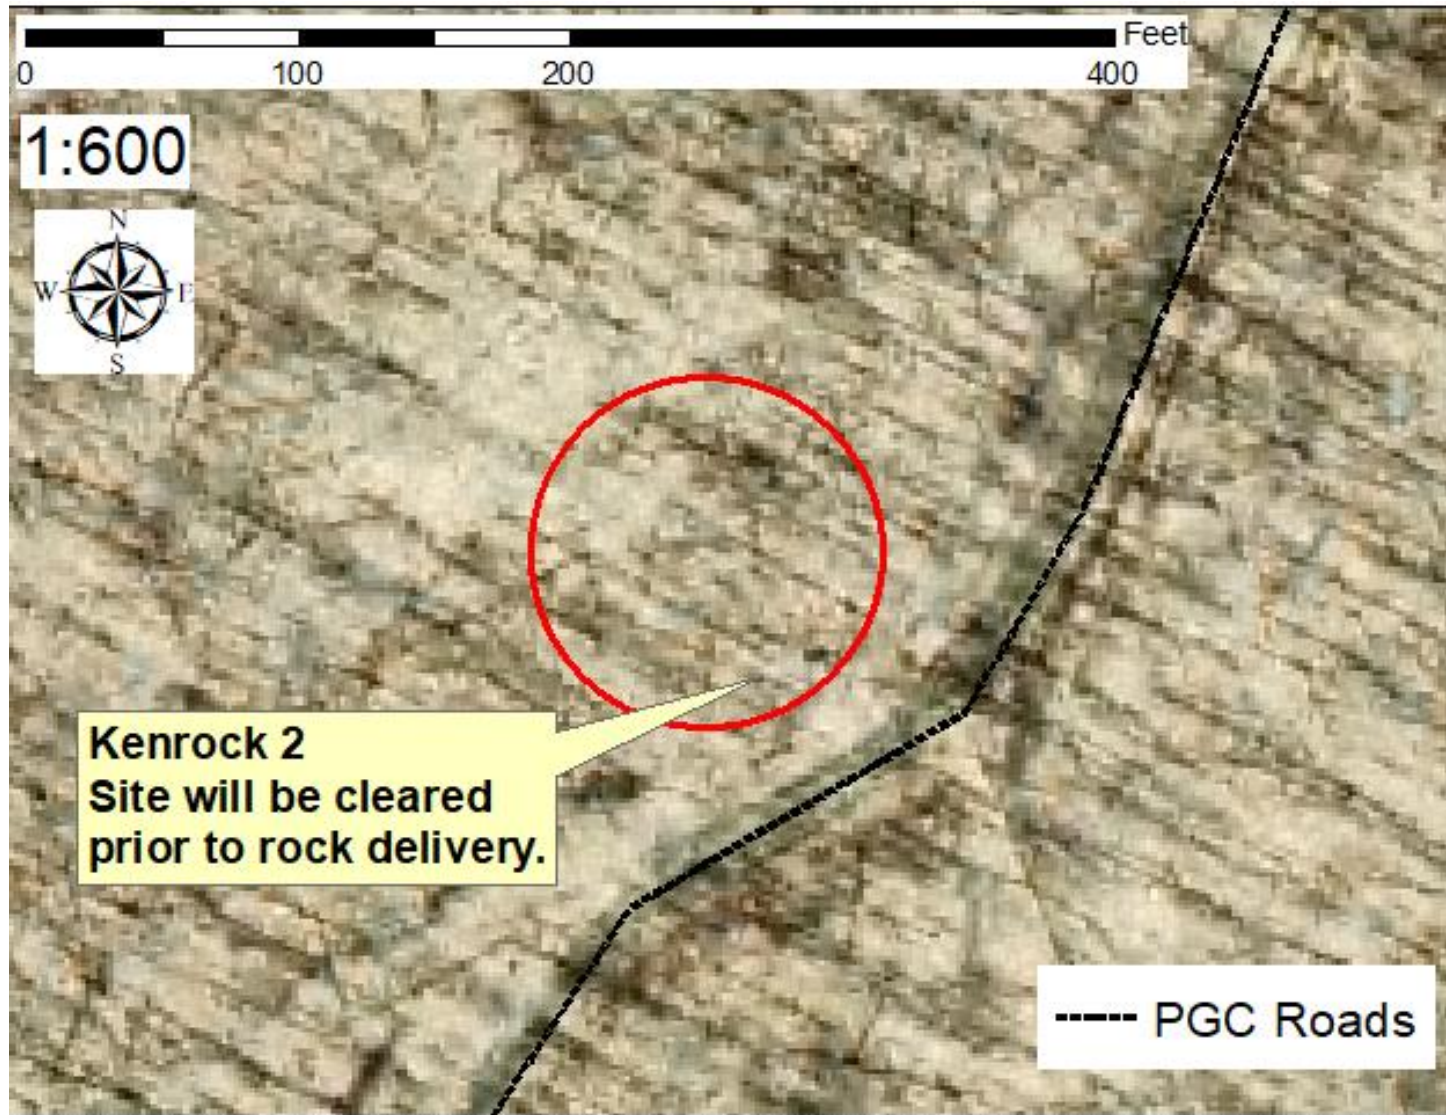 Feet
0 100 200 400
1:600
N
W E
S
Kenrock 2
Site will be cleared
prior to rock delivery.
PGC Roads